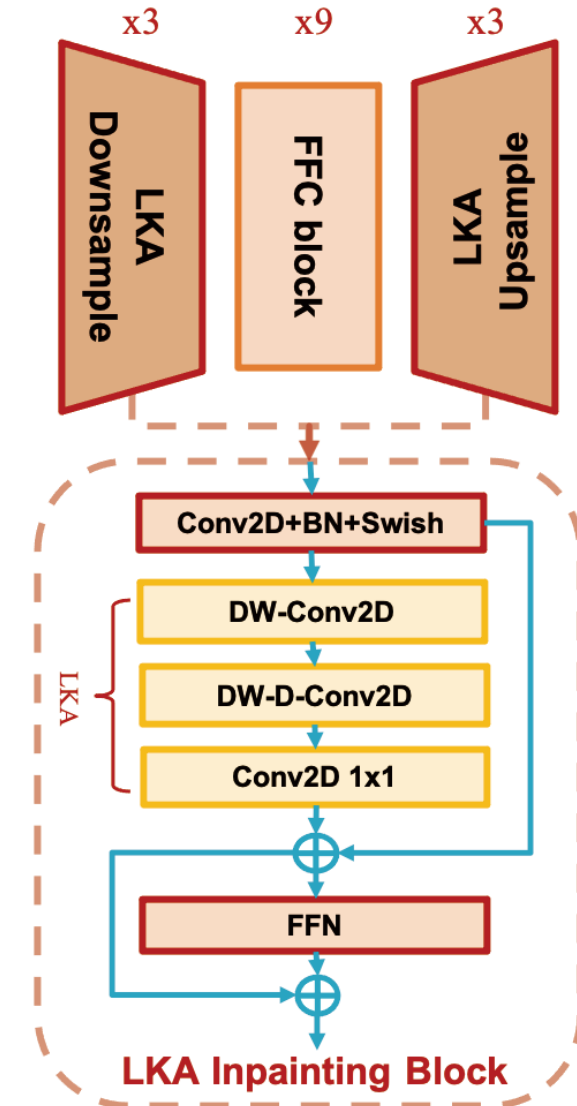 x3
x9
x3
LKA
Downsample
FFC block
LKA
Upsample
Conv2D+BN+Swish
DW-Conv2D
DW-D-Conv2D
Conv2D 1x1
LKA
FFN
LKA Inpainting Block